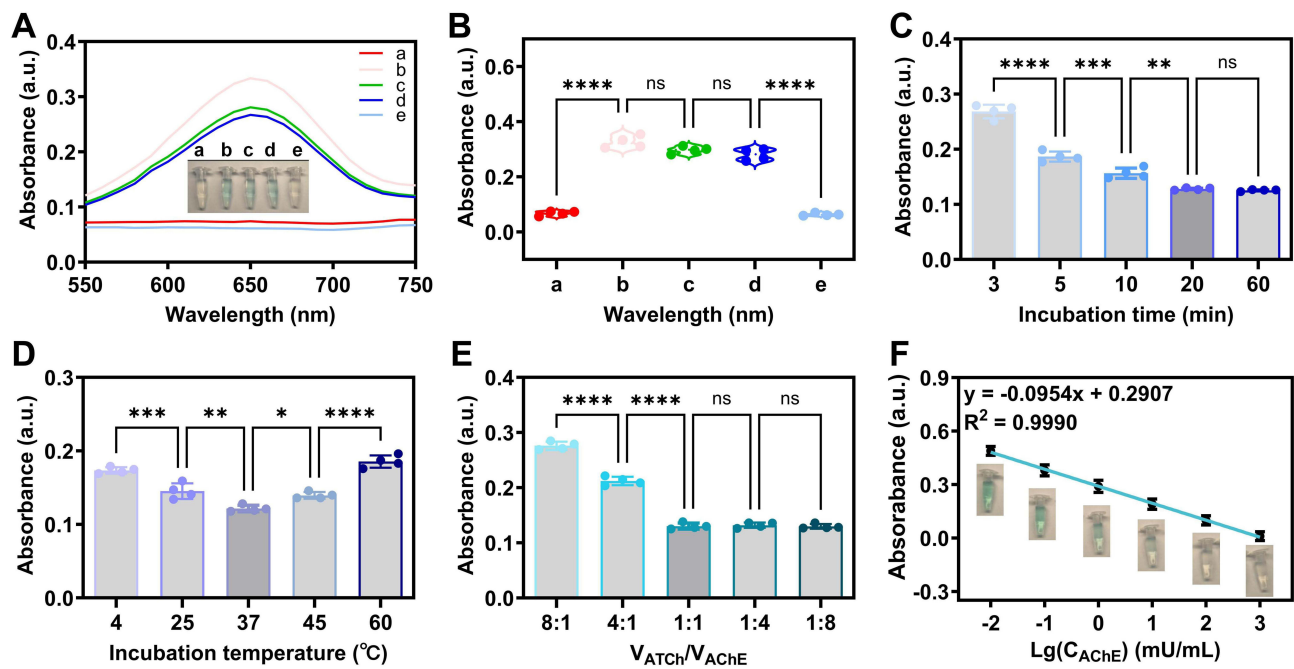 A
Absorbance (a.u.)
0.4
0.3
0.2
0.1
0.0
a
b
c
d
e
a b c d e
550 600 650 700 750
Wavelength (nm)
B
Absorbance (a.u.)
0.6
0.4
0.2
0.0
**** ns ns ****
a b c d e
Wavelength (nm)
C
Absorbance (a.u.)
0.4
0.3
0.2
0.1
0.0
**** *** ** ns
3 5 10 20 60
Incubation time (min)
D
Absorbance (a.u.)
0.3
0.2
0.1
0.0
*** ** * ****
4 25 37 45 60
Incubation temperature (℃)
E
Absorbance (a.u.)
0.4
0.3
0.2
0.1
0.0
**** **** ns ns
8:1 4:1 1:1 1:4 1:8
V_ATCh/V_AChE
F
Absorabance (a.u.)
0.9
0.6
0.3
0.0
-0.3
y = -0.0954x + 0.2907
R² = 0.9990
-2 -1 0 1 2 3
Lg(C_AChE) (mU/mL)